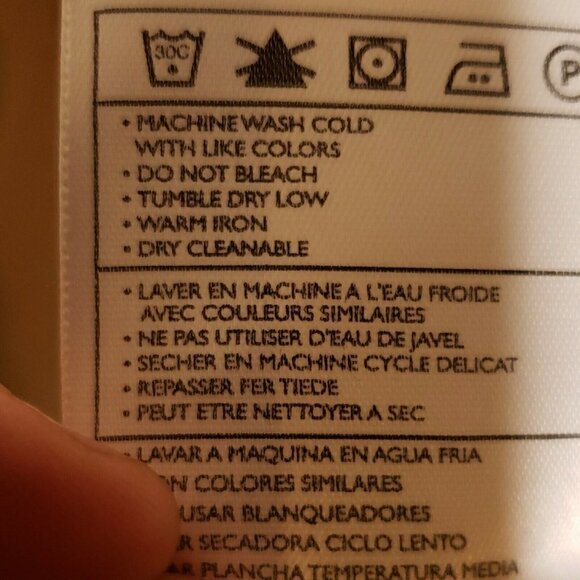 30C
P
• MACHINE WASH COLD
WITH LIKE COLORS
• DO NOT BLEACH
• TUMBLE DRY LOW
• WARM IRON
• DRY CLEANABLE
• LAVER EN MACHINE A L'EAU FROIDE
AVEC COULEURS SIMILAIRES
• NE PAS UTILISER D'EAU DE JAVEL
• SECHER EN MACHINE CYCLE DELICAT
• REPASSER FER TIEDE
• PEUT ETRE NETTOYER A SEC
• LAVAR A MAQUINA EN AGUA FRIA
COLORES SIMILARES
USAR BLANQUEADORES
SECADORA CICLO LENTO
PLANCHA TEMPERATURA MEDIA